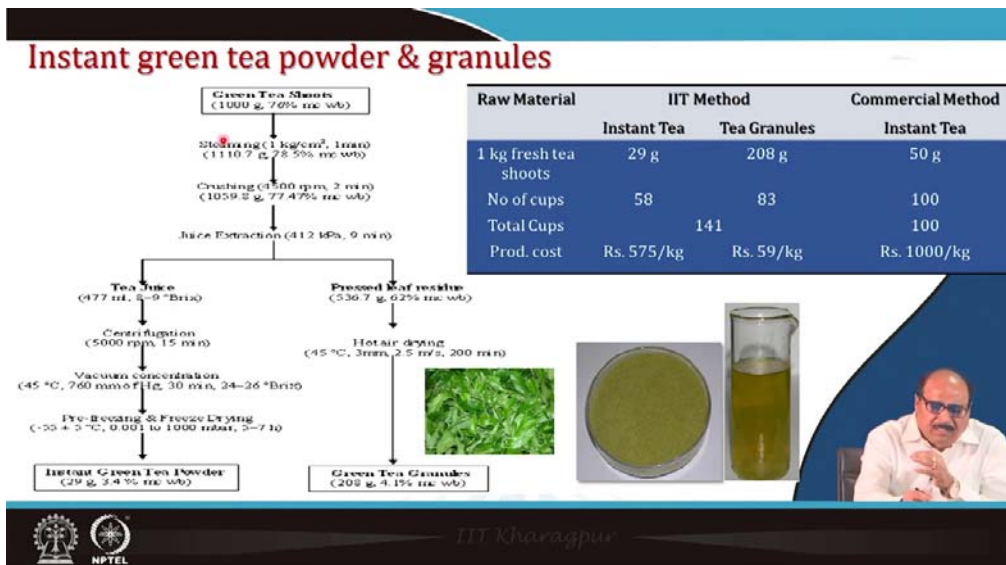 Instant green tea powder & granules
Green Tea Shoots
(1000 g, 76% mc wb)
Steaming (1 kg/cm², 1min)
(1110.7 g, 78.5% mc wb)
Crushing (4500 rpm, 2 min)
(1059.8 g, 77.47% mc wb)
Juice Extraction (412 kPa, 9 min)
Tea Juice
(477 ml, 8–9 °Brix)
Centrifugation
(5000 rpm, 15 min)
Vacuum concentration
(45 °C, 760 mm of Hg, 30 min, 24–26 °Brix)
Pre-freezing & Freeze Drying
(-55 ± 5 °C, 0.001 to 1000 mbar, 5–7 h)
Instant Green Tea Powder
(29 g, 3.4 % mc wb)
Pressed leaf residue
(536.7 g, 62% mc wb)
Hot air drying
(45 °C, 3mm, 2.5 m/s, 200 min)
Green Tea Granules
(208 g, 4.1% mc wb)
Raw Material IIT Method Commercial Method
Instant Tea Tea Granules Instant Tea
1 kg fresh tea 29 g 208 g 50 g
shoots
No of cups 58 83 100
Total Cups 141 100
Prod. cost Rs. 575/kg Rs. 59/kg Rs. 1000/kg
NPTEL
IIT Kharagpur